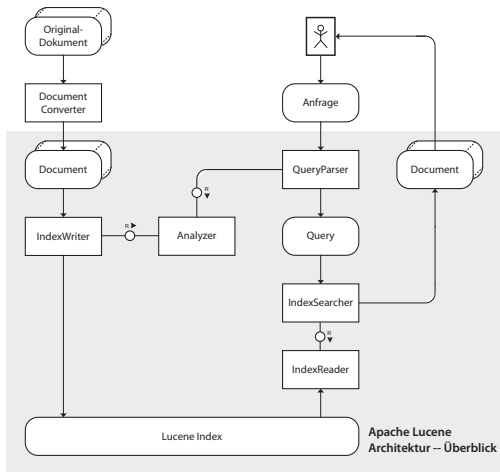 Original-
Dokument
Document
Converter
Anfrage
Document
QueryParser
Document
R
R
IndexWriter
Analyzer
Query
IndexSearcher
R
IndexReader
Lucene Index
Apache Lucene
Architektur -- Überblick